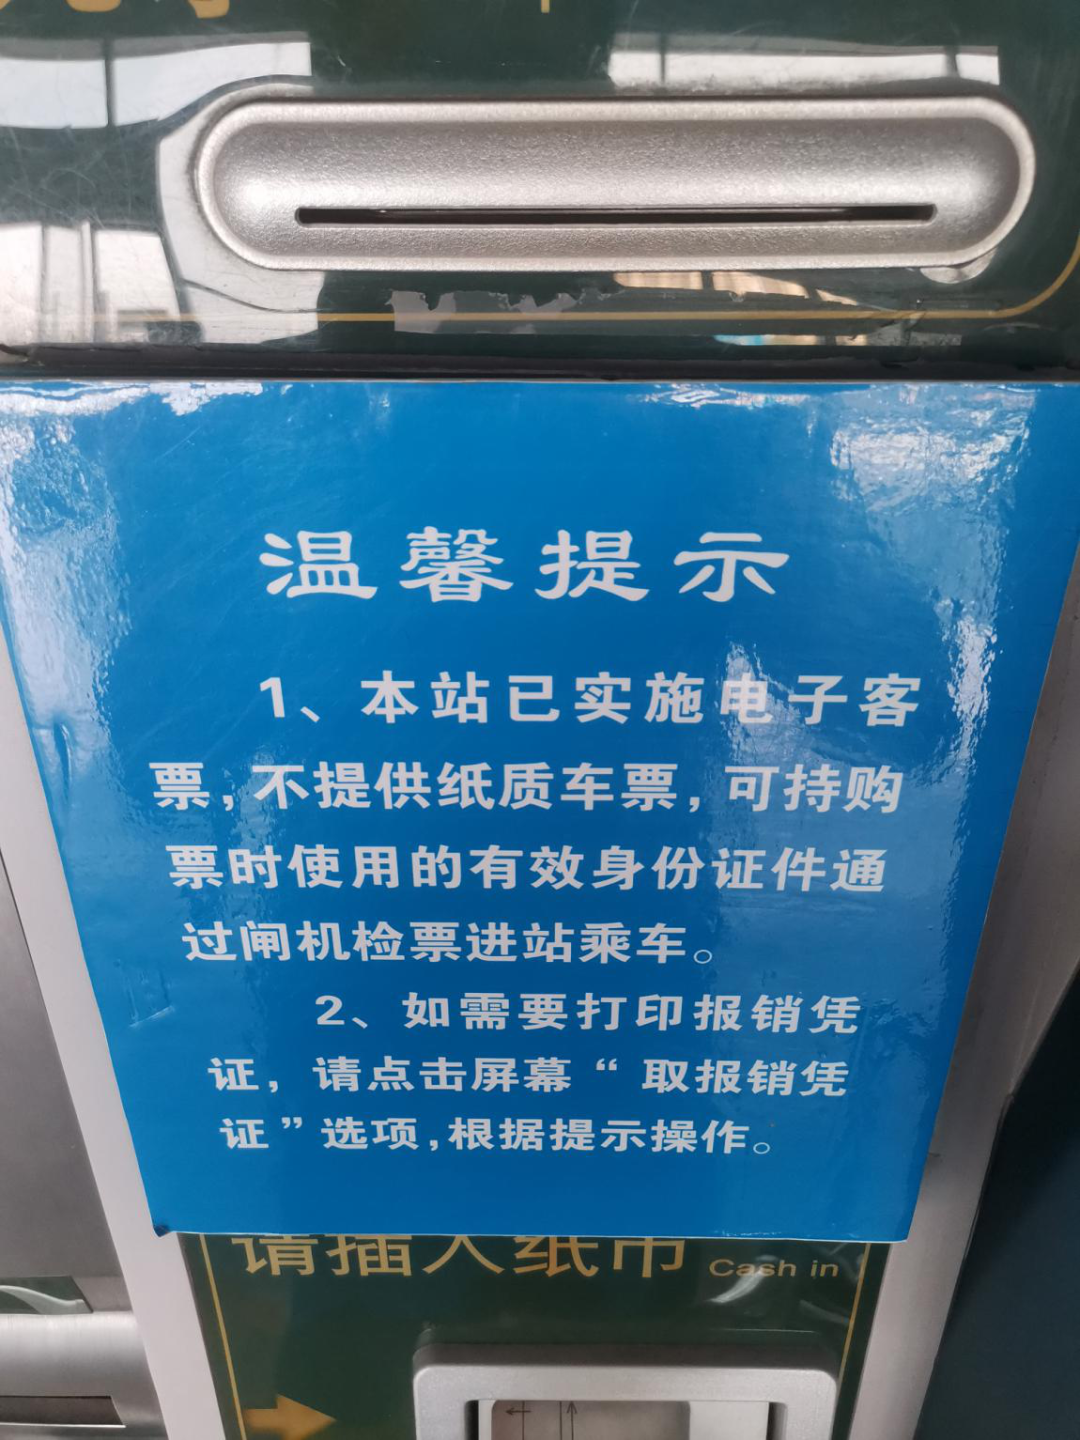 温馨提示
1、本站已实施电子客
票,不提供纸质车票,可持购
票时使用的有效身份证件通
过闸机检票进站乘车。
2、如需要打印报销凭
证,请点击屏幕“取报销凭
证”选项,根据提示操作。
请插入纸币 Cash in